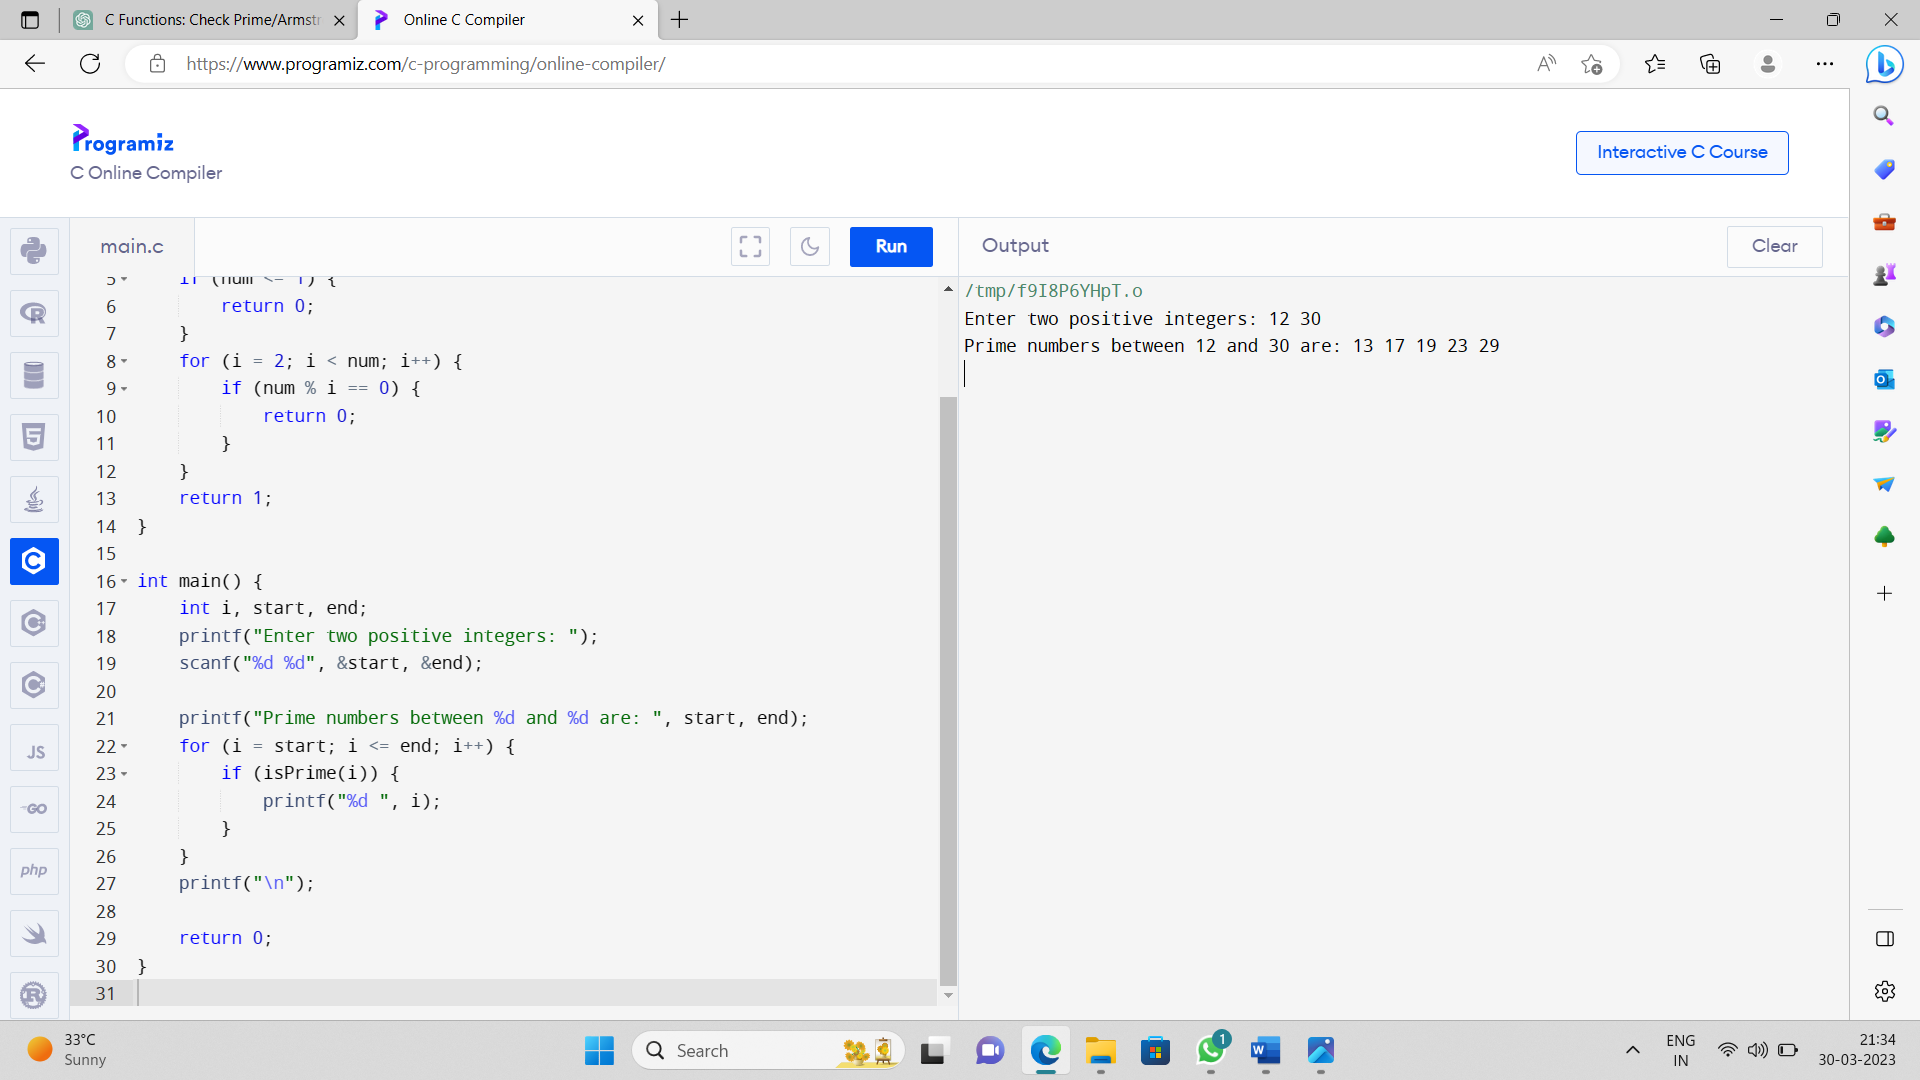 C Functions: Check Prime/Armstr
Online C Compiler
https://www.programiz.com/c-programming/online-compiler/
Programiz
C Online Compiler
Interactive C Course
main.c
Run
Output
Clear
5 if (num <= 1) {
6 return 0;
7 }
8 for (i = 2; i < num; i++) {
9 if (num % i == 0) {
10 return 0;
11 }
12 }
13 return 1;
14 }
15
16 int main() {
17 int i, start, end;
18 printf("Enter two positive integers: ");
19 scanf("%d %d", &start, &end);
20
21 printf("Prime numbers between %d and %d are: ", start, end);
22 for (i = start; i <= end; i++) {
23 if (isPrime(i)) {
24 printf("%d ", i);
25 }
26 }
27 printf("\n");
28
29 return 0;
30 }
31
/tmp/f9I8P6YHpT.o
Enter two positive integers: 12 30
Prime numbers between 12 and 30 are: 13 17 19 23 29
JS
GO
php
33°C
Sunny
Search
1
ENG
IN
21:34
30-03-2023